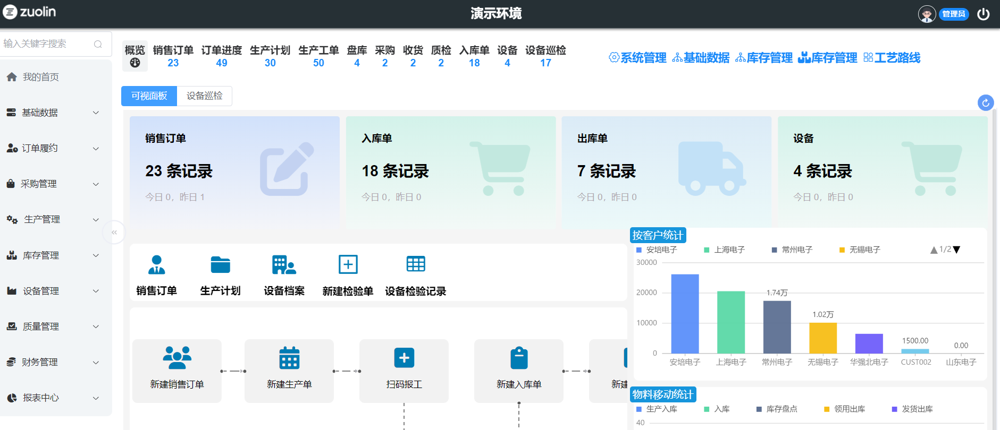 zuolin
演示环境
管理员
输入关键字搜索
我的首页
基础数据
订单履约
采购管理
生产管理
库存管理
设备管理
质量管理
财务管理
报表中心
概览 销售订单 订单进度 生产计划 生产工单 盘库 采购 收货 质检 入库单 设备 设备巡检
23 49 30 50 4 2 2 2 18 4 17
系统管理 基础数据 库存管理 库存管理 工艺路线
可视面板 设备巡检
销售订单
23 条记录
今日 0，昨日 1
入库单
18 条记录
今日 0，昨日 0
出库单
7 条记录
今日 0，昨日 0
设备
4 条记录
今日 0，昨日 0
销售订单 生产计划 设备档案 新建检验单 设备检验记录
新建销售订单 新建生产单 扫码报工 新建入库单 新建
按客户统计
安培电子 上海电子 常州电子 无锡电子 1/2
30000
20000
10000
0
1.74万
1.02万
1500.00
0.00
安培电子 上海电子 常州电子 无锡电子 华强北电子 CUST002 山东电子
物料移动统计
生产入库 入库 库存盘点 领用出库 发货出库
40